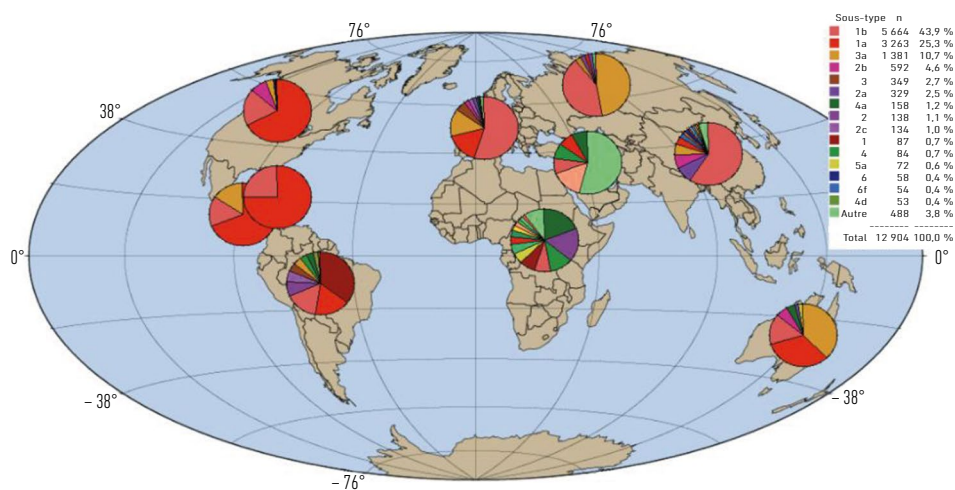 76°
76°
38°
0°
0°
– 38°
– 38°
– 76°
Sous-type n
1b 5 664 43,9 %
1a 3 263 25,3 %
3a 1 381 10,7 %
2b 592 4,6 %
3 349 2,7 %
2a 329 2,5 %
4a 158 1,2 %
2 138 1,1 %
2c 134 1,0 %
1 87 0,7 %
4 84 0,7 %
5a 72 0,6 %
6 58 0,4 %
6f 54 0,4 %
4d 53 0,4 %
Autre 488 3,8 %
Total 12 904 100,0 %